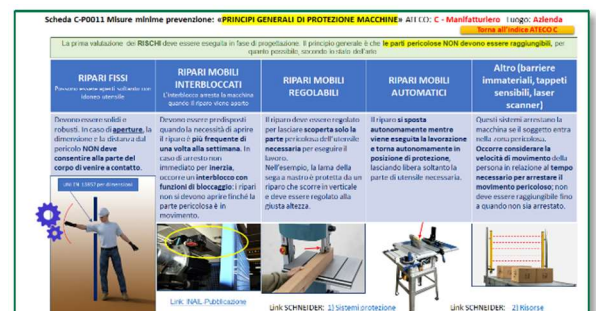 Scheda C-P0011 Misure minime prevenzione: «PRINCIPI GENERALI DI PROTEZIONE MACCHINE» ATECO: C - Manifatturiero Luogo: Azienda
Torna all'Indice ATECO C
La prima valutazione dei RISCHI deve essere eseguita in fase di progettazione. Il principio generale è che le parti pericolose NON devono essere raggiungibili, per
quanto possibile, secondo lo stato dell'arte
RIPARI FISSI
Possono essere aperti soltanto con
idoneo utensile
Devono essere solidi e
robusti. In caso di aperture, la
dimensione e la distanza dal
pericolo NON deve
consentire alla parte del
corpo di venire a contatto.
UNI EN 13857 per dimensioni
RIPARI MOBILI
INTERBLOCCATI
L'interblocco arresta la macchina
quando il riparo viene aperto
Devono essere predisposti
quando la necessità di aprire
il riparo è più frequente di
una volta alla settimana. In
caso di arresto non
immediato per inerzia,
occorre un interblocco con
funzioni di bloccaggio: i ripari
non si devono aprire finché la
parte pericolosa è in
movimento.
Link INAIL Pubblicazione
RIPARI MOBILI
REGOLABILI
Il riparo deve essere regolato
per lasciare scoperta solo la
parte pericolosa dell'utensile
necessaria per eseguire il
lavoro.
Nell'esempio, la lama della
sega a nastro è protetta da un
riparo che scorre in verticale
e deve essere regolato alla
giusta altezza.
RIPARI MOBILI
AUTOMATICI
Il riparo si sposta
autonomamente mentre
viene eseguita la lavorazione
e torna autonomamente in
posizione di protezione,
lasciando libera soltanto la
parte di utensile necessaria.
Altro (barriere
immateriali, tappeti
sensibili, laser
scanner)
Questi sistemi arrestano la
macchina se il soggetto entra
nella zona pericolosa.
Occorre considerare la
velocità di movimento della
persona in relazione al tempo
necessario per arrestare il
movimento pericoloso; non
deve essere raggiungibile fino
a quando non sia arrestato.
Link SCHNEIDER: 1) Sistemi protezione
Link SCHNEIDER: 2) Risorse